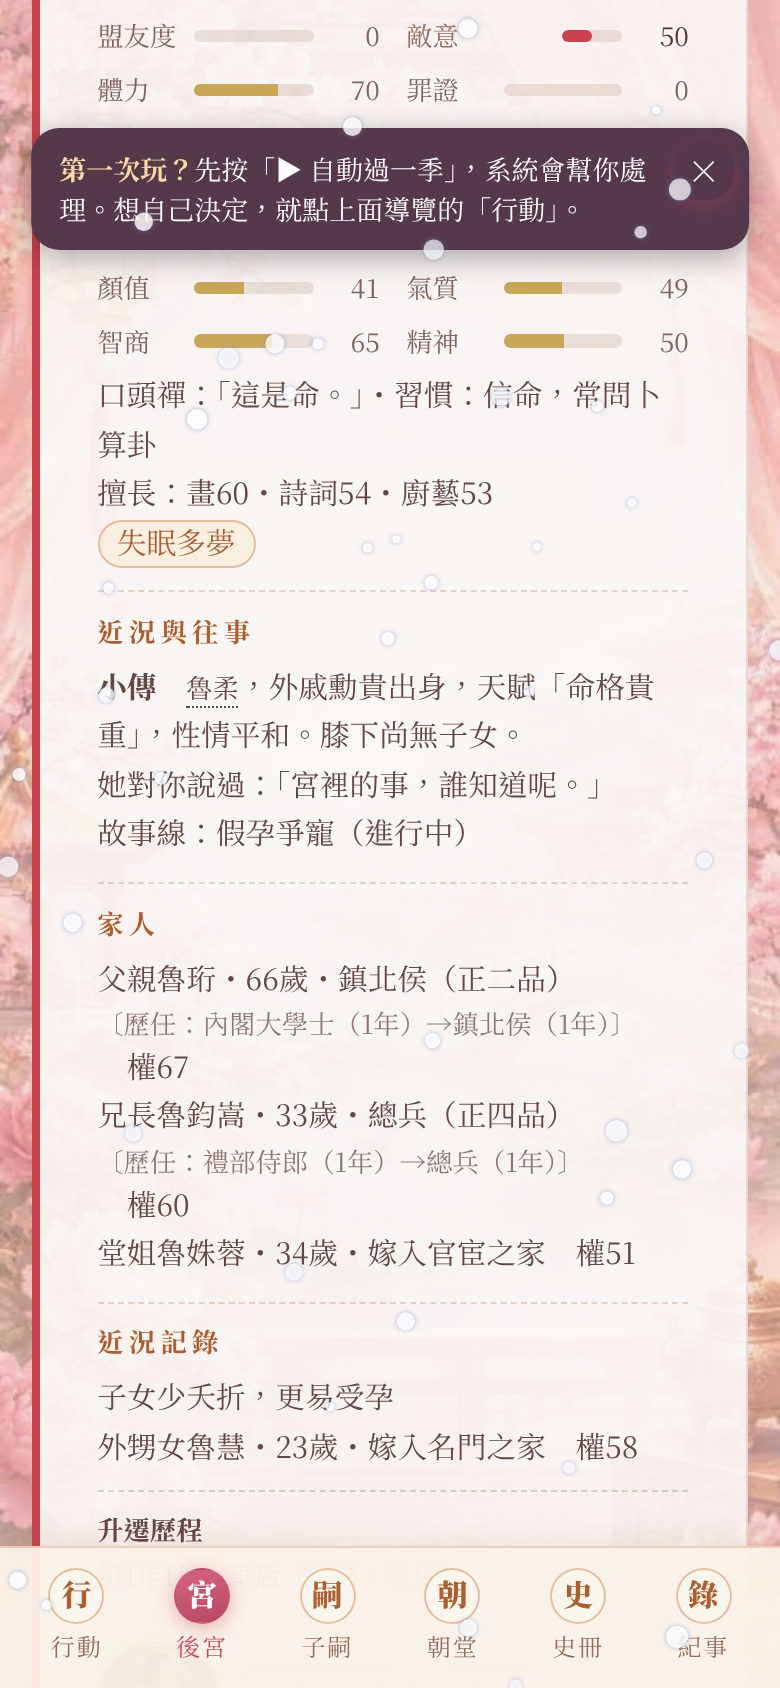 盟友度 0 敵意 50
體力 70 罪證 0
第一次玩？先按「▶ 自動過一季」，系統會幫你處
理。想自己決定，就點上面導覽的「行動」。
顏值 41 氣質 49
智商 65 精神 50
口頭禪：「這是命。」・習慣：信命，常問卜
算卦
擅長：畫60・詩詞54・廚藝53
失眠多夢
近況與往事
小傳 魯柔，外戚勳貴出身，天賦「命格貴
重」，性情平和。膝下尚無子女。
她對你說過：「宮裡的事，誰知道呢。」
故事線：假孕爭寵（進行中）
家人
父親魯珩・66歲・鎮北侯（正二品）
〔歷任：內閣大學士（1年）→鎮北侯（1年）〕
權67
兄長魯鈞嵩・33歲・總兵（正四品）
〔歷任：禮部侍郎（1年）→總兵（1年）〕
權60
堂姐魯姝蓉・34歲・嫁入官宦之家 權51
近況記錄
子女少夭折，更易受孕
外甥女魯慧・23歲・嫁入名門之家 權58
升遷歷程
行 宮 嗣 朝 史 錄
行動 後宮 子嗣 朝堂 史冊 紀事